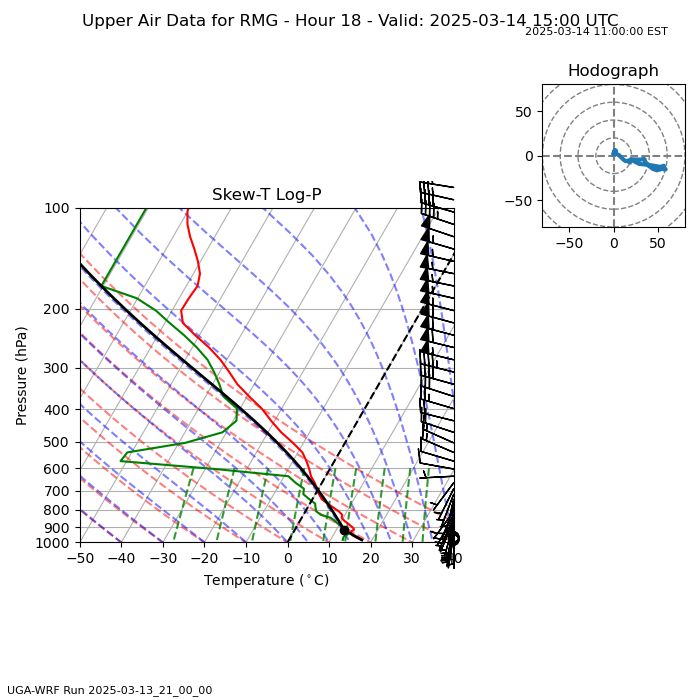 Upper Air Data for RMG - Hour 18 - Valid: 2025-03-14 15:00 UTC
2025-03-14 11:00:00 EST
Hodograph
50
0
−50
−50 0 50
Skew-T Log-P
100
200
300
400
500
600
700
800
900
1000
Pressure (hPa)
−50 −40 −30 −20 −10 0 10 20 30
Temperature (°C)
UGA-WRF Run 2025-03-13_21_00_00